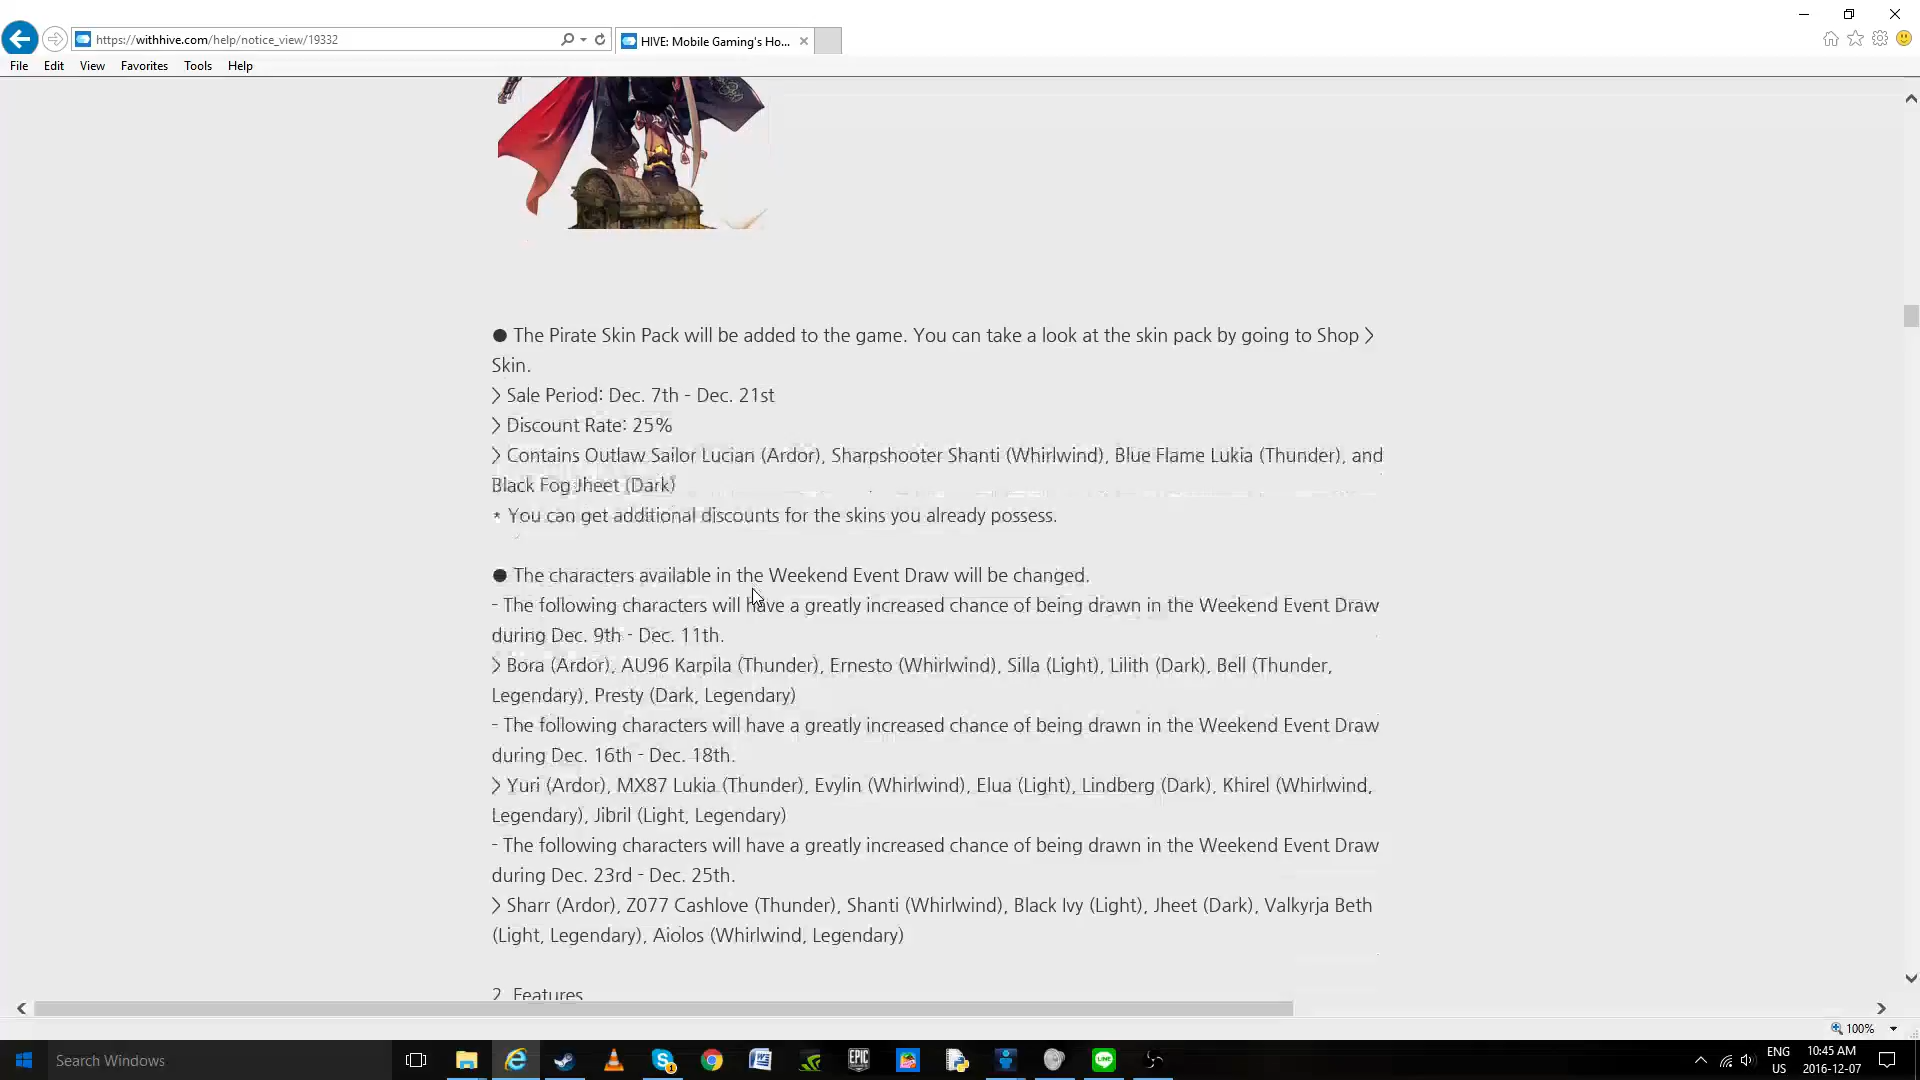 https://withhive.com/help/notice_view/19332
HIVE: Mobile Gaming's Ho...
File Edit View Favorites Tools Help
● The Pirate Skin Pack will be added to the game. You can take a look at the skin pack by going to Shop >
Skin.
> Sale Period: Dec. 7th - Dec. 21st
> Discount Rate: 25%
> Contains Outlaw Sailor Lucian (Ardor), Sharpshooter Shanti (Whirlwind), Blue Flame Lukia (Thunder), and
Black Fog Jheet (Dark)
* You can get additional discounts for the skins you already possess.
● The characters available in the Weekend Event Draw will be changed.
- The following characters will have a greatly increased chance of being drawn in the Weekend Event Draw
during Dec. 9th - Dec. 11th.
> Bora (Ardor), AU96 Karpila (Thunder), Ernesto (Whirlwind), Silla (Light), Lilith (Dark), Bell (Thunder,
Legendary), Presty (Dark, Legendary)
- The following characters will have a greatly increased chance of being drawn in the Weekend Event Draw
during Dec. 16th - Dec. 18th.
> Yuri (Ardor), MX87 Lukia (Thunder), Evylin (Whirlwind), Elua (Light), Lindberg (Dark), Khirel (Whirlwind,
Legendary), Jibril (Light, Legendary)
- The following characters will have a greatly increased chance of being drawn in the Weekend Event Draw
during Dec. 23rd - Dec. 25th.
> Sharr (Ardor), Z077 Cashlove (Thunder), Shanti (Whirlwind), Black Ivy (Light), Jheet (Dark), Valkyrja Beth
(Light, Legendary), Aiolos (Whirlwind, Legendary)
2. Features
100%
Search Windows
EPIC
GAMES
LINE
ENG
US
10:45 AM
2016-12-07